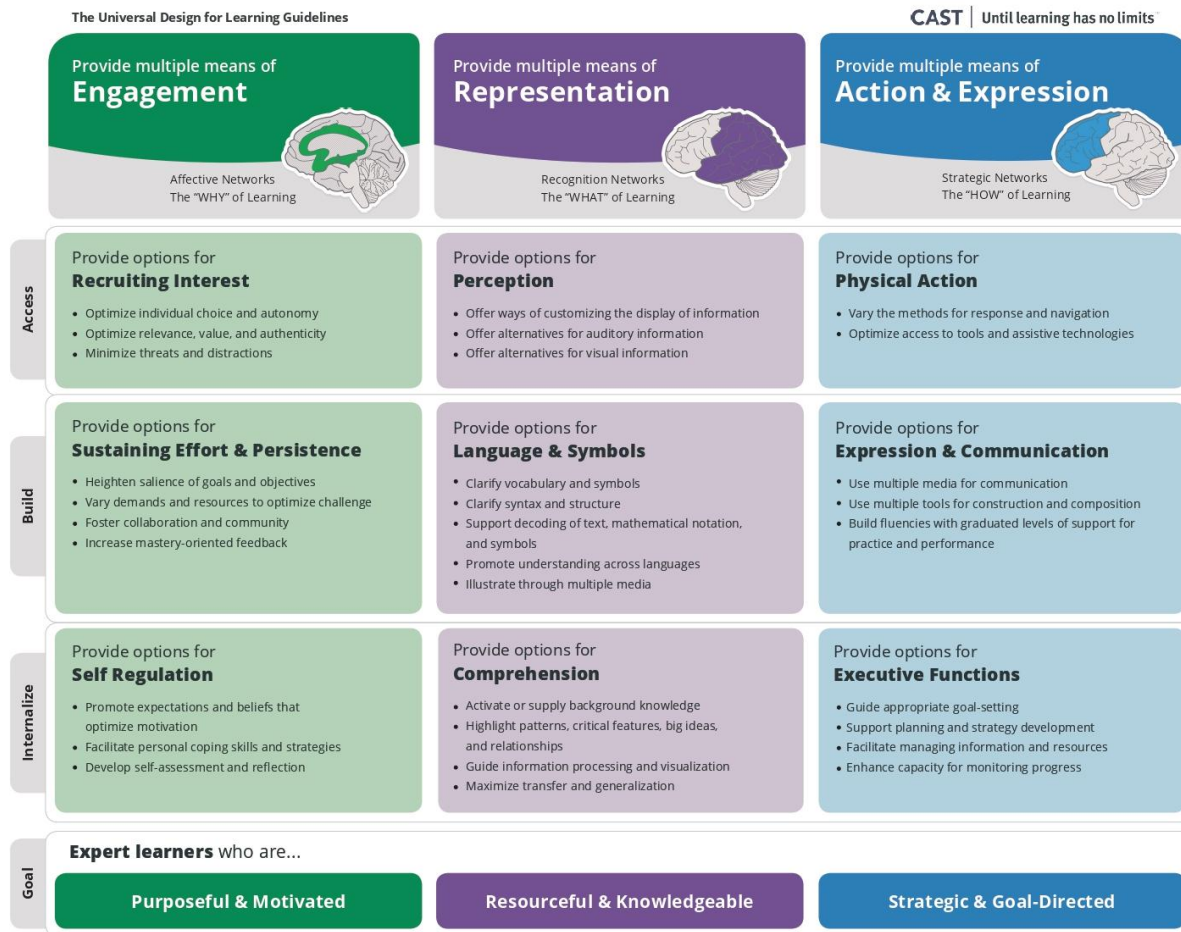 The Universal Design for Learning Guidelines
CAST | Until learning has no limits
Provide multiple means of
Engagement
Affective Networks
The “WHY” of Learning
Provide multiple means of
Representation
Recognition Networks
The “WHAT” of Learning
Provide multiple means of
Action & Expression
Strategic Networks
The “HOW” of Learning
Access
Provide options for
Recruiting Interest
• Optimize individual choice and autonomy
• Optimize relevance, value, and authenticity
• Minimize threats and distractions
Provide options for
Perception
• Offer ways of customizing the display of information
• Offer alternatives for auditory information
• Offer alternatives for visual information
Provide options for
Physical Action
• Vary the methods for response and navigation
• Optimize access to tools and assistive technologies
Build
Provide options for
Sustaining Effort & Persistence
• Heighten salience of goals and objectives
• Vary demands and resources to optimize challenge
• Foster collaboration and community
• Increase mastery-oriented feedback
Provide options for
Language & Symbols
• Clarify vocabulary and symbols
• Clarify syntax and structure
• Support decoding of text, mathematical notation,
and symbols
• Promote understanding across languages
• Illustrate through multiple media
Provide options for
Expression & Communication
• Use multiple media for communication
• Use multiple tools for construction and composition
• Build fluencies with graduated levels of support for
practice and performance
Internalize
Provide options for
Self Regulation
• Promote expectations and beliefs that
optimize motivation
• Facilitate personal coping skills and strategies
• Develop self-assessment and reflection
Provide options for
Comprehension
• Activate or supply background knowledge
• Highlight patterns, critical features, big ideas,
and relationships
• Guide information processing and visualization
• Maximize transfer and generalization
Provide options for
Executive Functions
• Guide appropriate goal-setting
• Support planning and strategy development
• Facilitate managing information and resources
• Enhance capacity for monitoring progress
Goal
Expert learners who are...
Purposeful & Motivated
Resourceful & Knowledgeable
Strategic & Goal-Directed